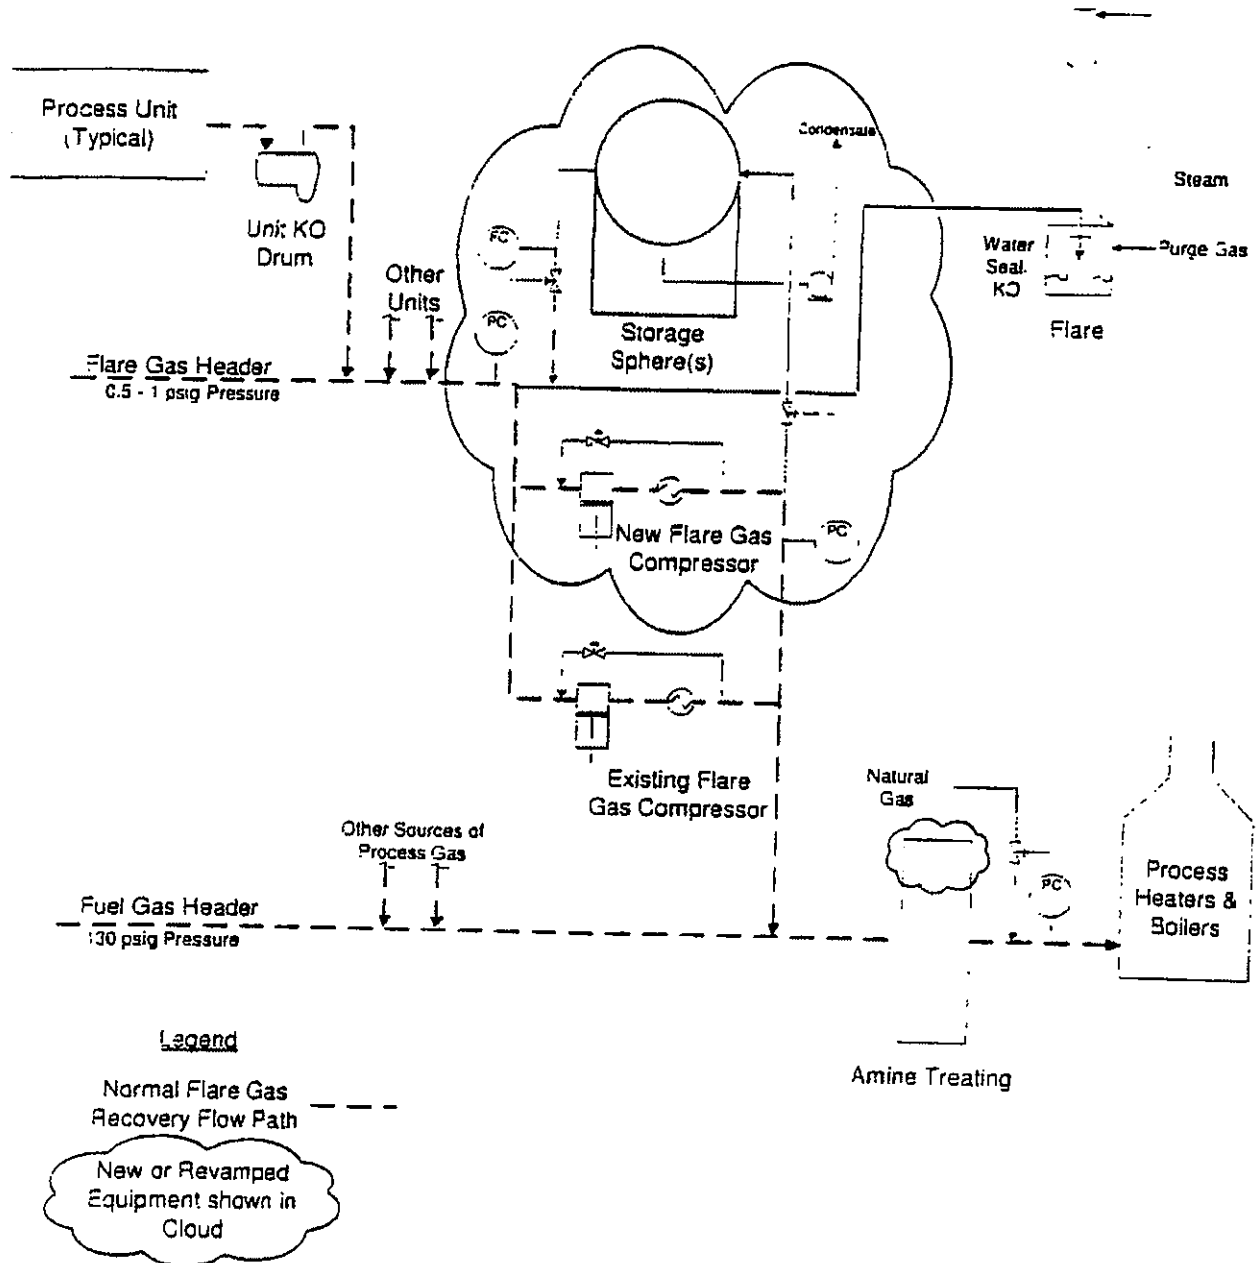 Process Unit
(Typical)
Unit KO
Drum
Other
Units
Flare Gas Header
0.5 - 1 psig Pressure
FC
PC
Storage
Sphere(s)
Condensate
Steam
Water
Seal
KO
Purge Gas
Flare
New Flare Gas
Compressor
PC
Existing Flare
Gas Compressor
Other Sources of
Process Gas
Fuel Gas Header
130 psig Pressure
Natural
Gas
PC
Process
Heaters &
Boilers
Amine Treating
Legend
Normal Flare Gas
Recovery Flow Path
New or Revamped
Equipment shown in
Cloud